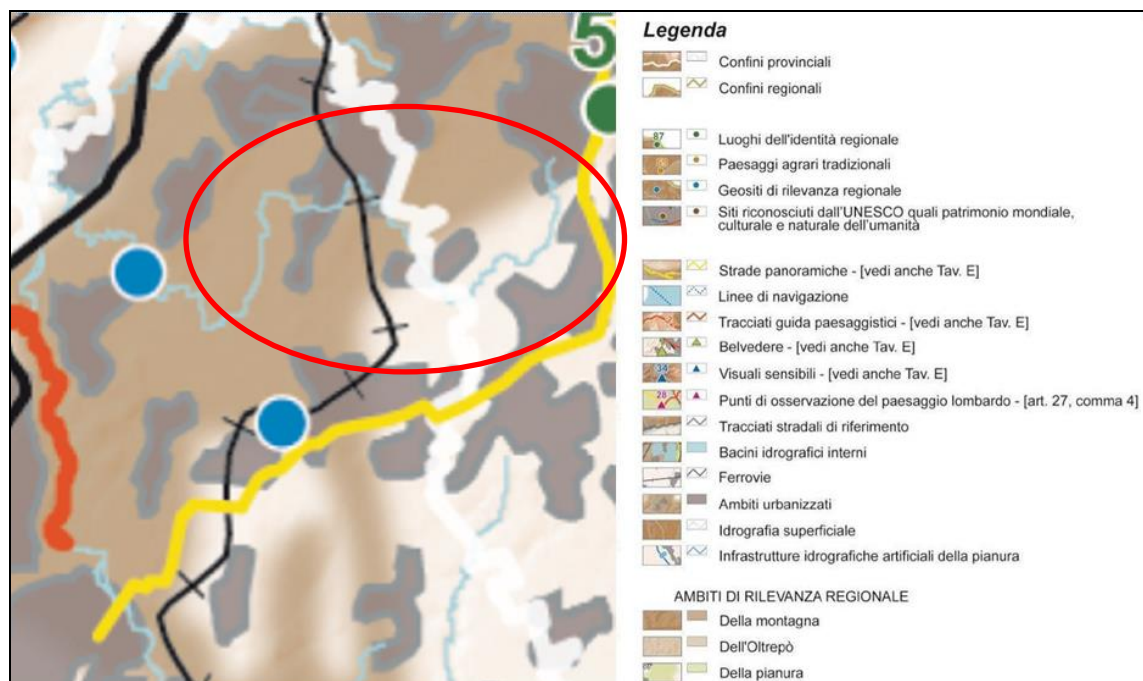 5
Legenda
Confini provinciali
Confini regionali
87
Luoghi dell'identità regionale
Paesaggi agrari tradizionali
Geositi di rilevanza regionale
Siti riconosciuti dall'UNESCO quali patrimonio mondiale,
culturale e naturale dell'umanità
Strade panoramiche - [vedi anche Tav. E]
Linee di navigazione
Tracciati guida paesaggistici - [vedi anche Tav. E]
Belvedere - [vedi anche Tav. E]
34
Visuali sensibili - [vedi anche Tav. E]
28
Punti di osservazione del paesaggio lombardo - [art. 27, comma 4]
Tracciati stradali di riferimento
Bacini idrografici interni
Ferrovie
Ambiti urbanizzati
Idrografia superficiale
Infrastrutture idrografiche artificiali della pianura
AMBITI DI RILEVANZA REGIONALE
Della montagna
Dell'Oltrepò
Della pianura